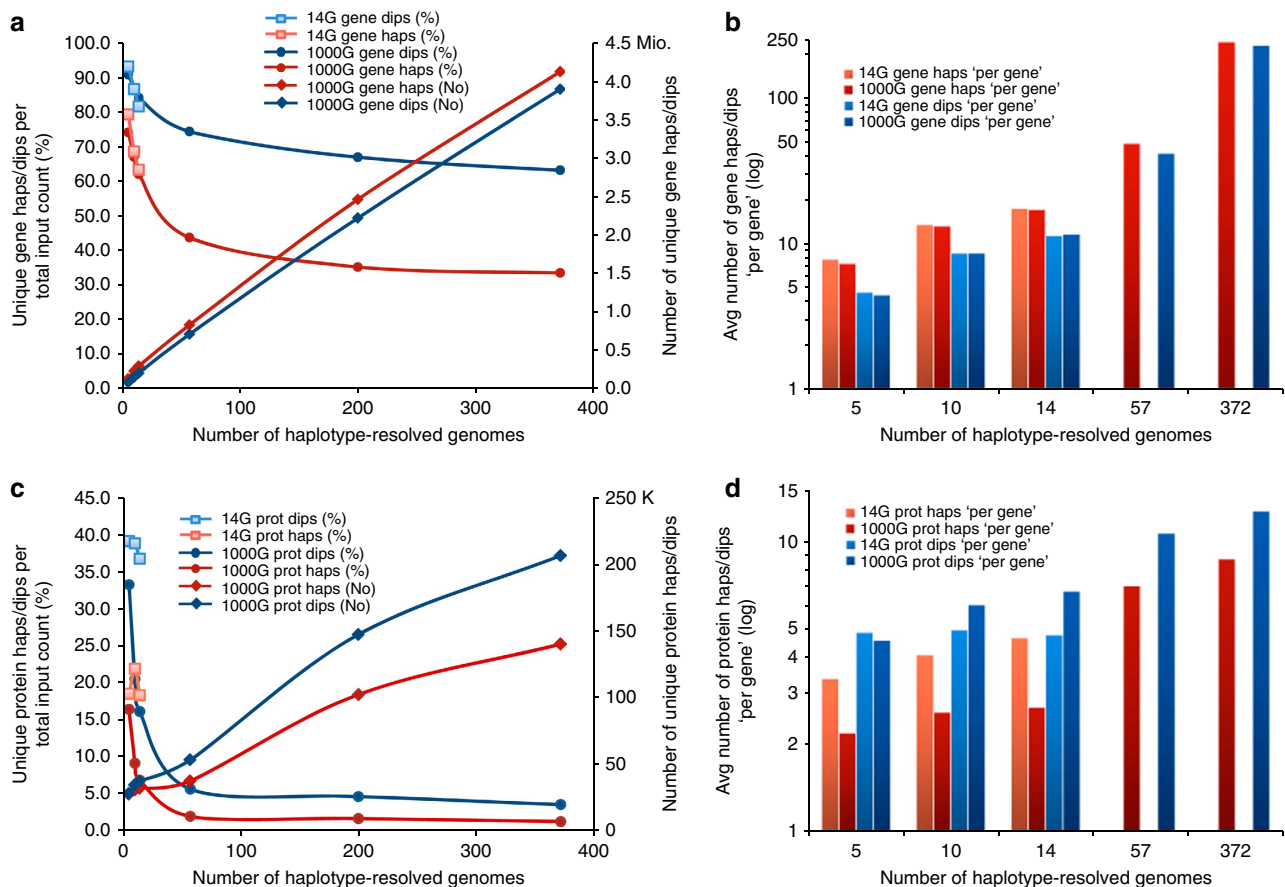 a
14G gene dips (%)
14G gene haps (%)
1000G gene dips (%)
1000G gene haps (%)
1000G gene haps (No)
1000G gene dips (No)
Unique gene haps/dips per
total input count (%)
100.0
90.0
80.0
70.0
60.0
50.0
40.0
30.0
20.0
10.0
0.0
4.5 Mio.
4.0
3.5
3.0
2.5
2.0
1.5
1.0
0.5
0.0
Number of unique gene haps/dips
0 100 200 300 400
Number of haplotype-resolved genomes
b
14G gene haps ‘per gene’
1000G gene haps ‘per gene’
14G gene dips ‘per gene’
1000G gene dips ‘per gene’
Avg number of gene haps/dips
‘per gene’ (log)
250
100
50
10
5
1
5 10 14 57 372
Number of haplotype-resolved genomes
c
14G prot dips (%)
14G prot haps (%)
1000G prot dips (%)
1000G prot haps (%)
1000G prot haps (No)
1000G prot dips (No)
Unique protein haps/dips per
total input count (%)
45.0
40.0
35.0
30.0
25.0
20.0
15.0
10.0
5.0
0.0
250 K
200
150
100
50
0
Number of unique protein haps/dips
0 100 200 300 400
Number of haplotype-resolved genomes
d
14G prot haps ‘per gene’
1000G prot haps ‘per gene’
14G prot dips ‘per gene’
1000G prot dips ‘per gene’
Avg number of protein haps/dips
‘per gene’ (log)
15
10
5
4
3
2
1
5 10 14 57 372
Number of haplotype-resolved genomes